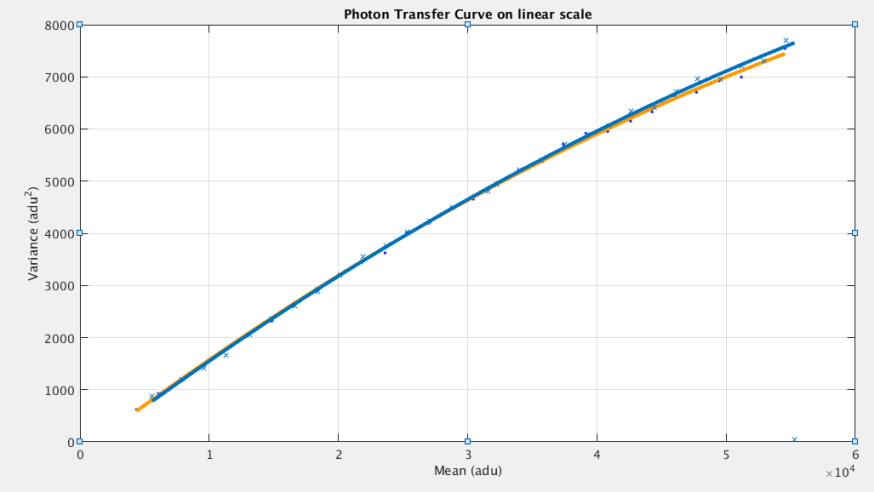 Photon Transfer Curve on linear scale
8000
7000
6000
5000
4000
3000
2000
1000
0
Variance (adu²)
0 1 2 3 4 5 6
Mean (adu)
×10⁴